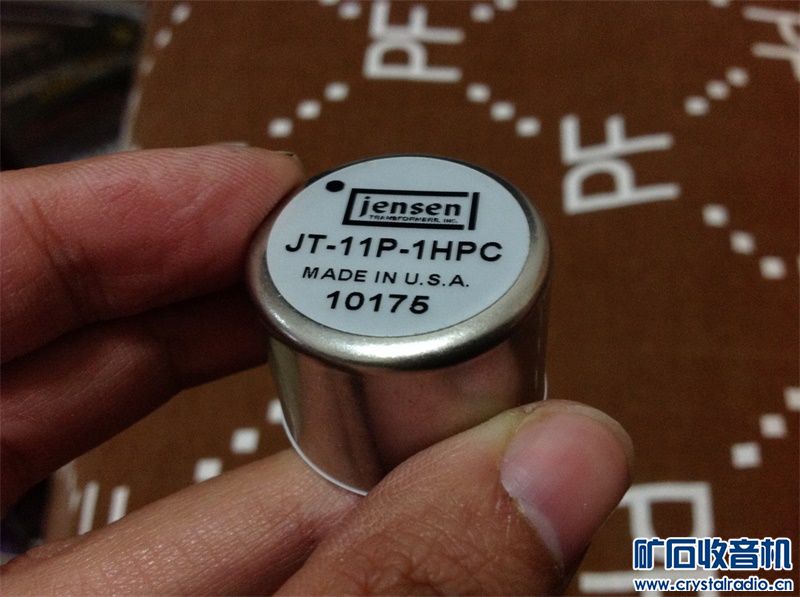 PF
PF
jensen
TRANSFORMERS, INC.
JT-11P-1HPC
MADE IN U.S.A.
10175
矿石收音机
www.crystalradio.cn